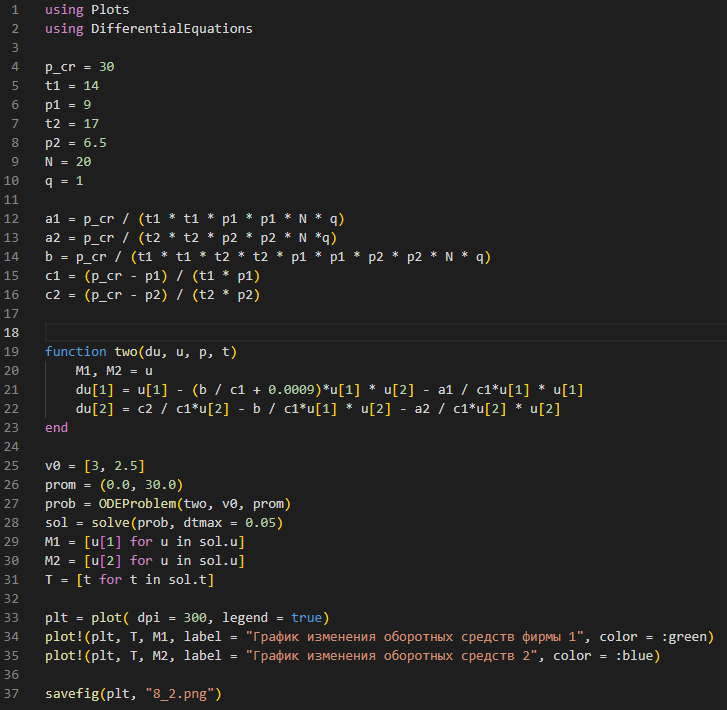 1 using Plots
2 using DifferentialEquations
3
4 p_cr = 30
5 t1 = 14
6 p1 = 9
7 t2 = 17
8 p2 = 6.5
9 N = 20
10 q = 1
11
12 a1 = p_cr / (t1 * t1 * p1 * p1 * N * q)
13 a2 = p_cr / (t2 * t2 * p2 * p2 * N *q)
14 b = p_cr / (t1 * t1 * t2 * t2 * p1 * p1 * p2 * p2 * N * q)
15 c1 = (p_cr - p1) / (t1 * p1)
16 c2 = (p_cr - p2) / (t2 * p2)
17
18
19 function two(du, u, p, t)
20     M1, M2 = u
21     du[1] = u[1] - (b / c1 + 0.0009)*u[1] * u[2] - a1 / c1*u[1] * u[1]
22     du[2] = c2 / c1*u[2] - b / c1*u[1] * u[2] - a2 / c1*u[2] * u[2]
23 end
24
25 v0 = [3, 2.5]
26 prom = (0.0, 30.0)
27 prob = ODEProblem(two, v0, prom)
28 sol = solve(prob, dtmax = 0.05)
29 M1 = [u[1] for u in sol.u]
30 M2 = [u[2] for u in sol.u]
31 T = [t for t in sol.t]
32
33 plt = plot( dpi = 300, legend = true)
34 plot!(plt, T, M1, label = "График изменения оборотных средств фирмы 1", color = :green)
35 plot!(plt, T, M2, label = "График изменения оборотных средств 2", color = :blue)
36
37 savefig(plt, "8_2.png")